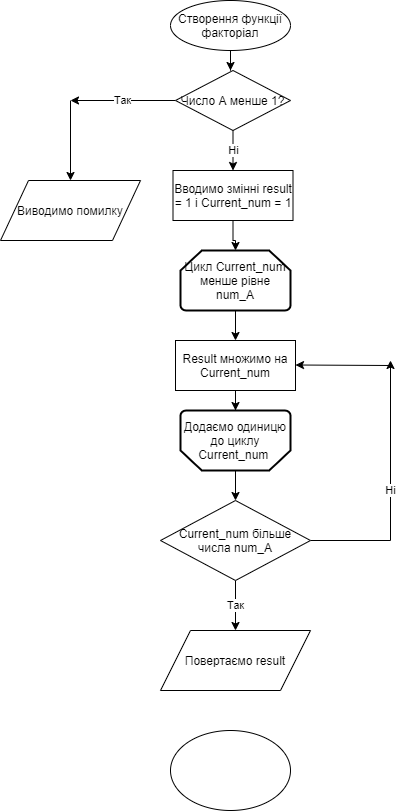 Створення функції
факторіал
Число А менше 1?
Так
Ні
Виводимо помилку
Вводимо змінні result
= 1 і Current_num = 1
Цикл Current_num
менше рівне
num_A
Result множимо на
Current_num
Додаємо одиницю
до циклу
Current_num
Current_num більше
числа num_A
Ні
Так
Повертаємо result